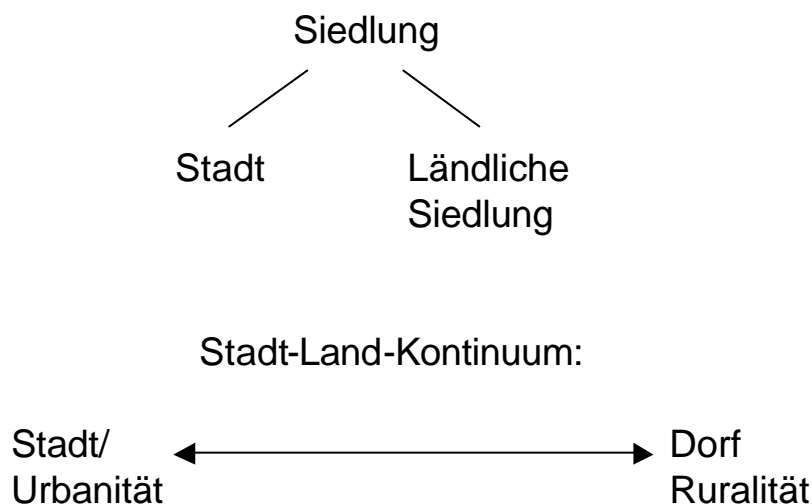 Siedlung
Stadt
Ländliche
Siedlung
Stadt-Land-Kontinuum:
Stadt/
Urbanität
Dorf
Ruralität